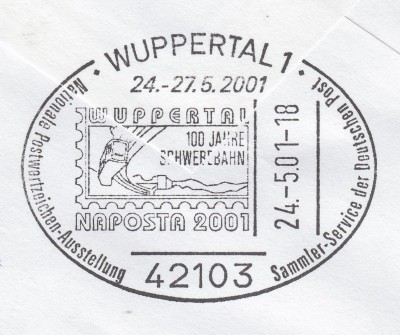 WUPPERTAL 1
24.-27.5.2001
WUPPERTAL
100 JAHRE
SCHWEBEBAHN
NAPOSTA 2001
24.-5.01-18
42103
Nationale Postwertzeichen-Ausstellung
Sammler-Service der Deutschen Post